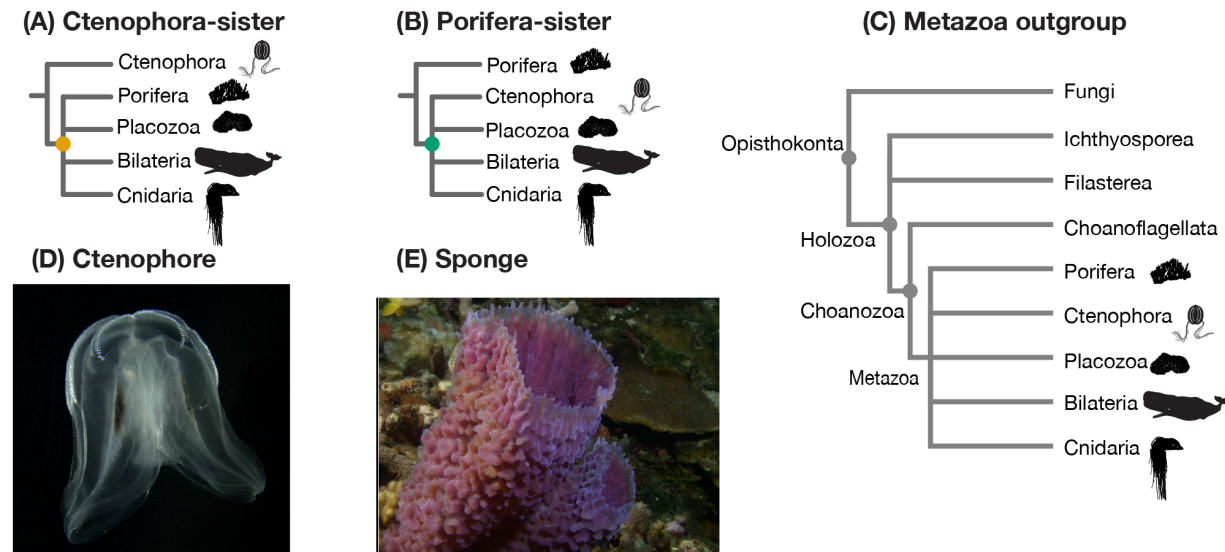 (A) Ctenophora-sister
Ctenophora
Porifera
Placozoa
Bilateria
Cnidaria
(B) Porifera-sister
Porifera
Ctenophora
Placozoa
Bilateria
Cnidaria
(C) Metazoa outgroup
Fungi
Opisthokonta
Ichthyosporea
Filasterea
Holozoa
Choanoflagellata
Porifera
Choanozoa
Ctenophora
Placozoa
Metazoa
Bilateria
Cnidaria
(D) Ctenophore
(E) Sponge